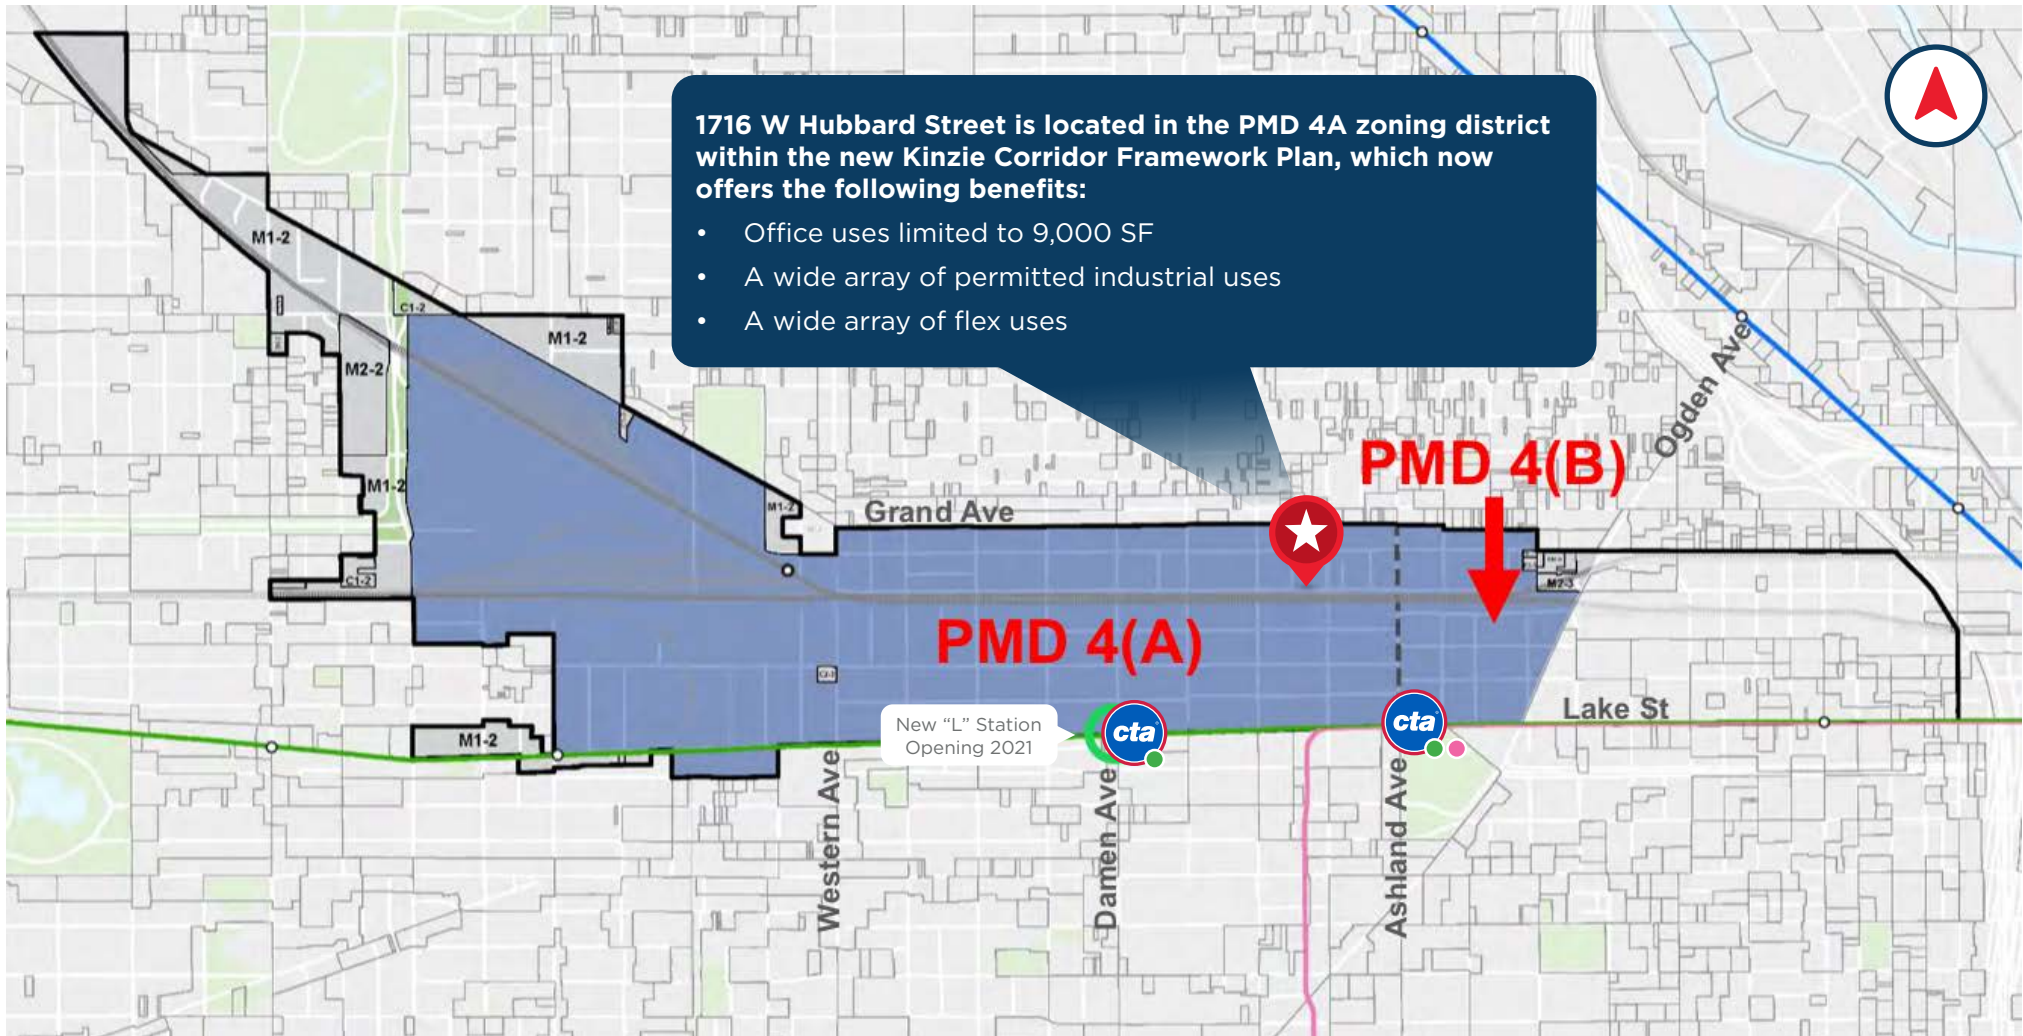 1716 W Hubbard Street is located in the PMD 4A zoning district
within the new Kinzie Corridor Framework Plan, which now
offers the following benefits:
• Office uses limited to 9,000 SF
• A wide array of permitted industrial uses
• A wide array of flex uses
M1-2
C1-2
M1-2
M2-2
Ogden Ave
PMD 4(B)
M1-2
M1-2
Grand Ave
C1-2
M2-3
PMD 4(A)
Lake St
New “L” Station
Opening 2021
cta
cta
M1-2
Western Ave
Damen Ave
Ashland Ave